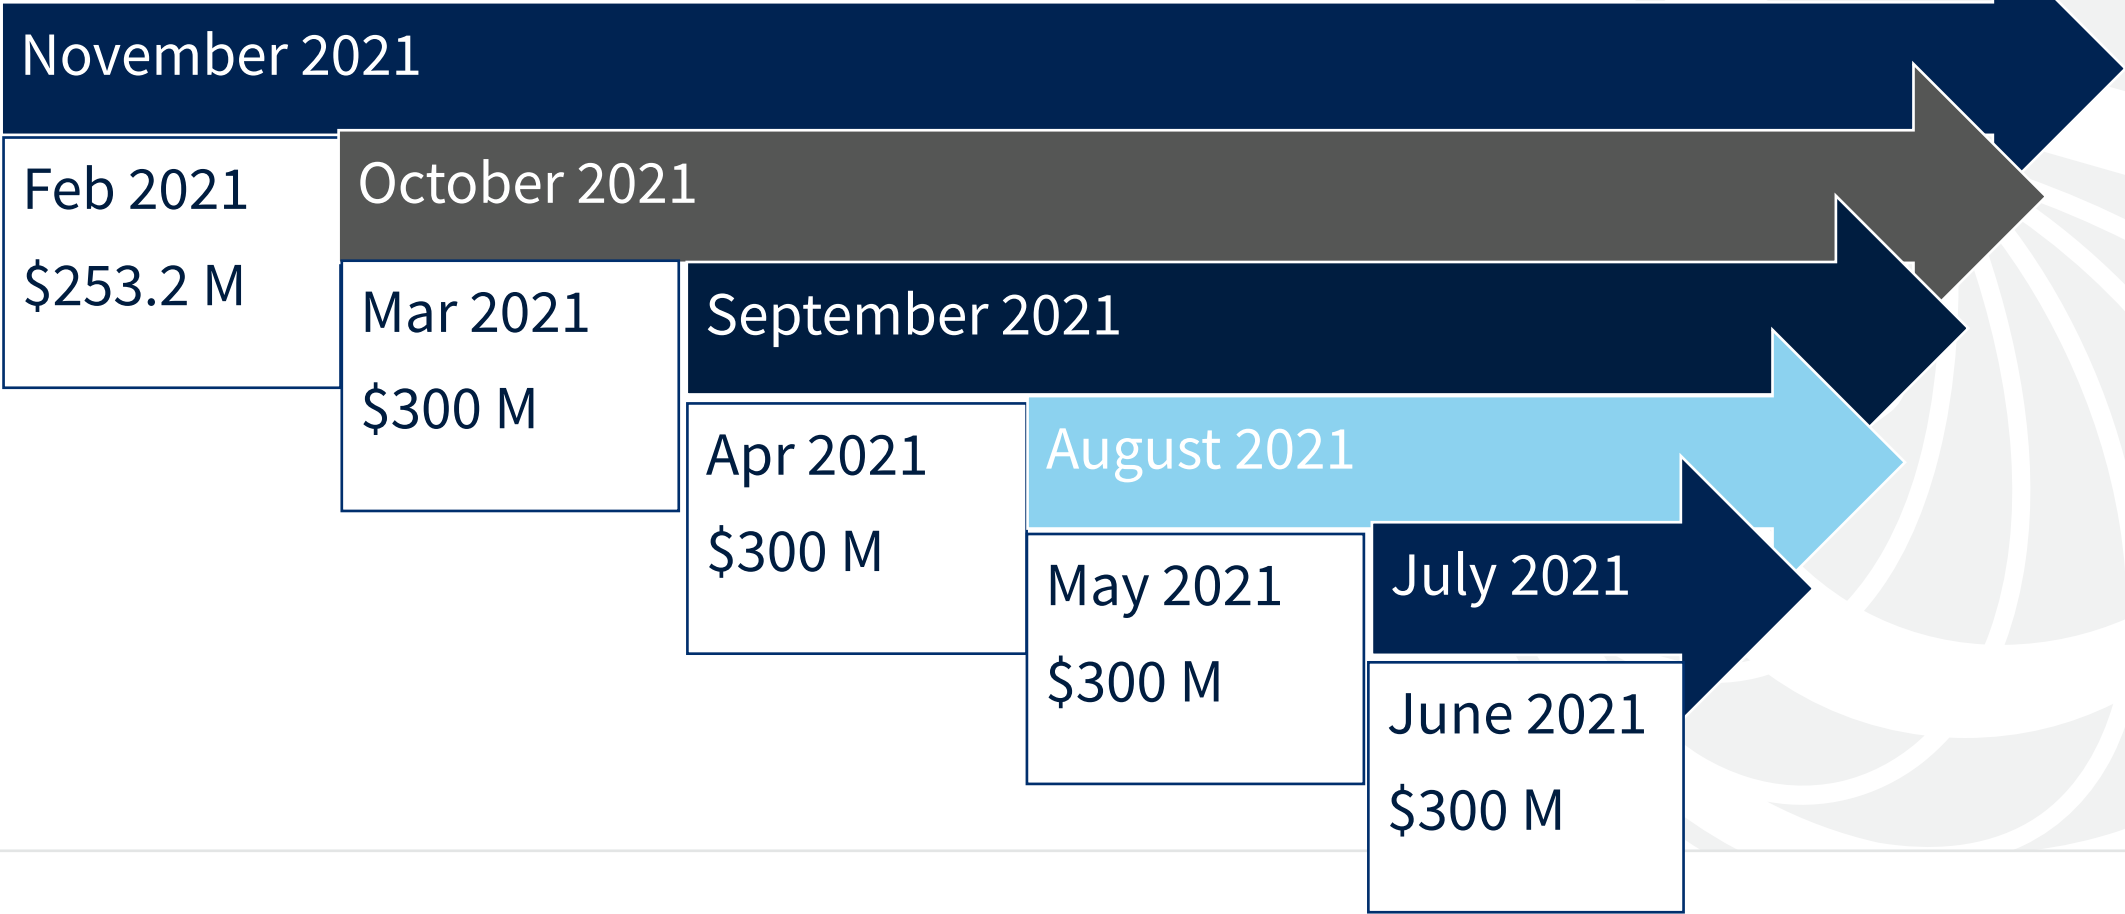 November 2021
Feb 2021
$253.2 M
October 2021
Mar 2021
$300 M
September 2021
Apr 2021
$300 M
August 2021
May 2021
$300 M
July 2021
June 2021
$300 M